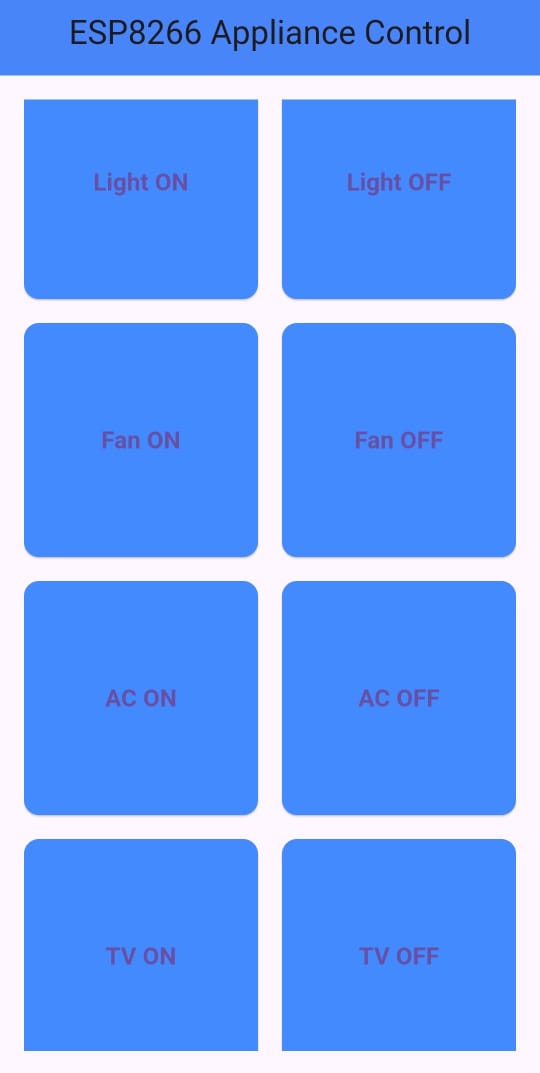 ESP8266 Appliance Control
Light ON
Light OFF
Fan ON
Fan OFF
AC ON
AC OFF
TV ON
TV OFF